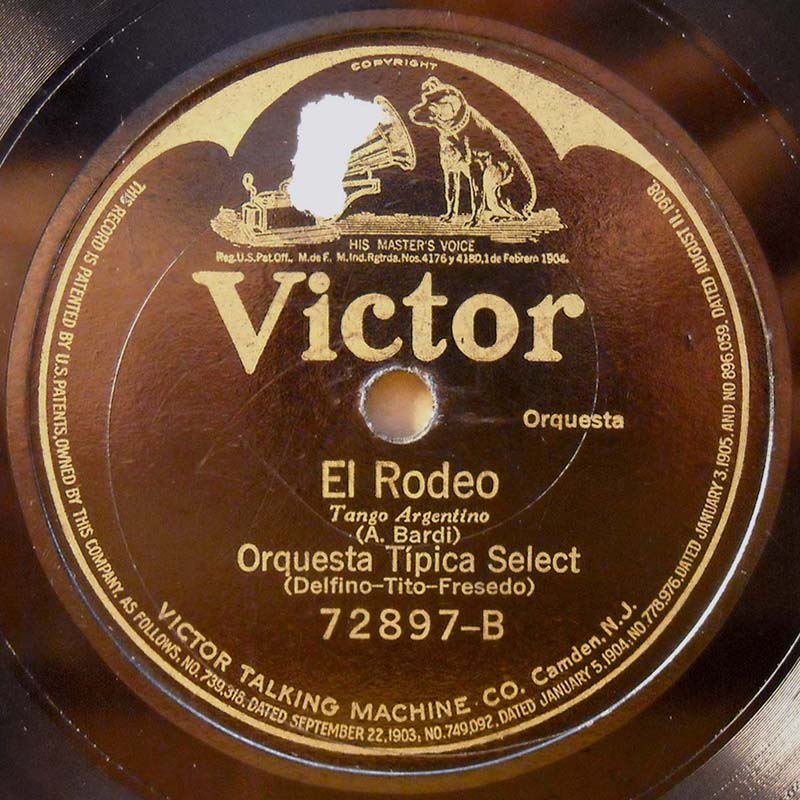 COPYRIGHT
HIS MASTER'S VOICE
Reg.U.S.Pat.Off., M.de F., M.Ind.Rgtrda.Nos.4176 y 4180,1 de Febrero 1904.
Victor
Orquesta
El Rodeo
Tango Argentino
(A. Bardi)
Orquesta Típica Select
(Delfino-Tito-Fresedo)
72897-B
VICTOR TALKING MACHINE CO. Camden, N.J.
THIS RECORD IS PATENTED BY U.S. PATENTS, OWNED BY THIS COMPANY, AS FOLLOWS, NO. 739,318, DATED SEPTEMBER 22, 1903; NO. 749,092, DATED JANUARY 5, 1904, NO. 778,976, DATED JANUARY 3, 1905, AND NO 896,059, DATED AUGUST 11, 1908.